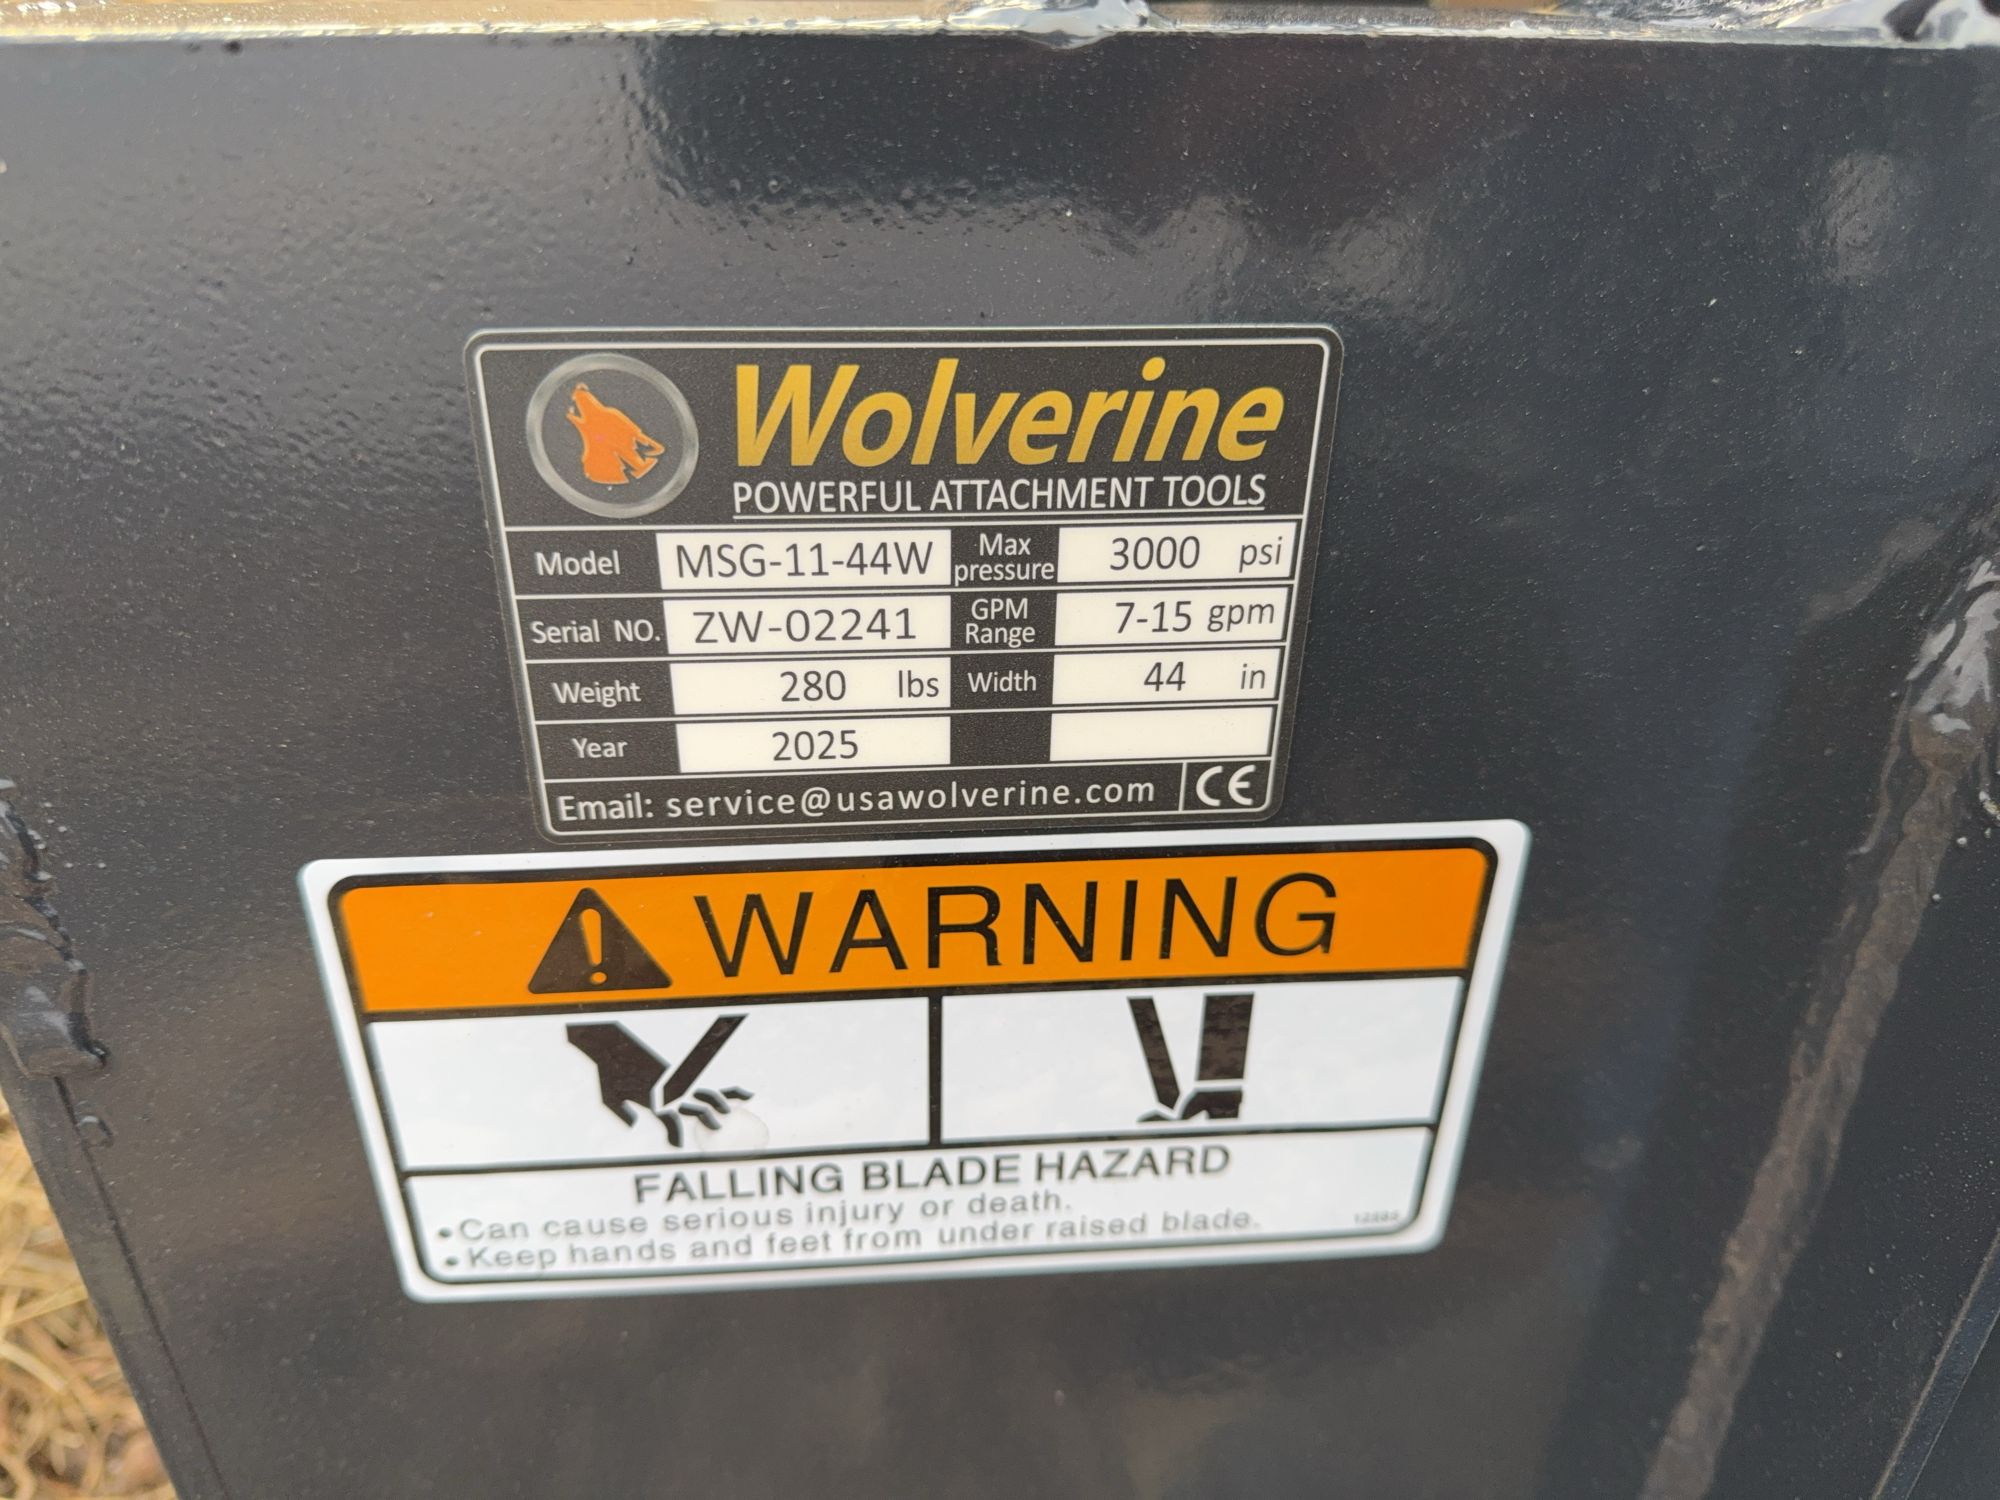 Wolverine
POWERFUL ATTACHMENT TOOLS
Model MSG-11-44W Max pressure 3000 psi
Serial NO. ZW-02241 GPM Range 7-15 gpm
Weight 280 lbs Width 44 in
Year 2025
Email: service@usawolverine.com CE
WARNING
FALLING BLADE HAZARD
•Can cause serious injury or death.
•Keep hands and feet from under raised blade.